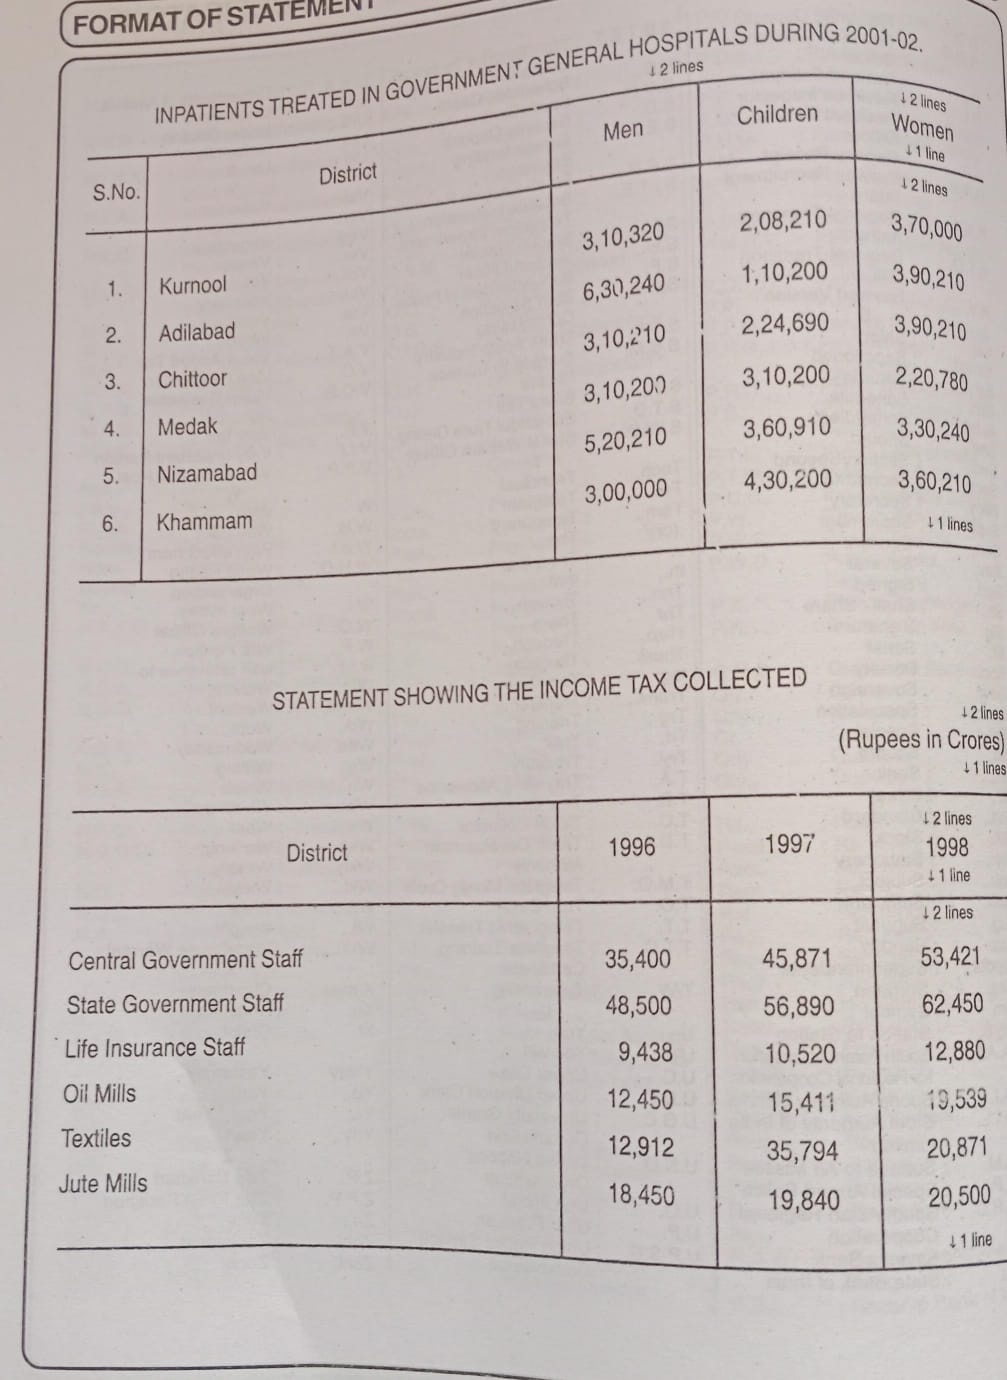 FORMAT OF STATEMENT
INPATIENTS TREATED IN GOVERNMENT GENERAL HOSPITALS DURING 2001-02.
↓ 2 lines
S.No. District Men Children Women
↓ 2 lines
↓ 1 line
↓ 2 lines
1. Kurnool 3,10,320 2,08,210 3,70,000
2. Adilabad 6,30,240 1,10,200 3,90,210
3. Chittoor 3,10,210 2,24,690 3,90,210
4. Medak 3,10,200 3,10,200 2,20,780
5. Nizamabad 5,20,210 3,60,910 3,30,240
6. Khammam 3,00,000 4,30,200 3,60,210
↓ 1 lines
STATEMENT SHOWING THE INCOME TAX COLLECTED
↓ 2 lines
(Rupees in Crores)
↓ 1 lines
↓ 2 lines
District 1996 1997 1998
↓ 1 line
↓ 2 lines
Central Government Staff 35,400 45,871 53,421
State Government Staff 48,500 56,890 62,450
Life Insurance Staff 9,438 10,520 12,880
Oil Mills 12,450 15,411 19,539
Textiles 12,912 35,794 20,871
Jute Mills 18,450 19,840 20,500
↓ 1 line